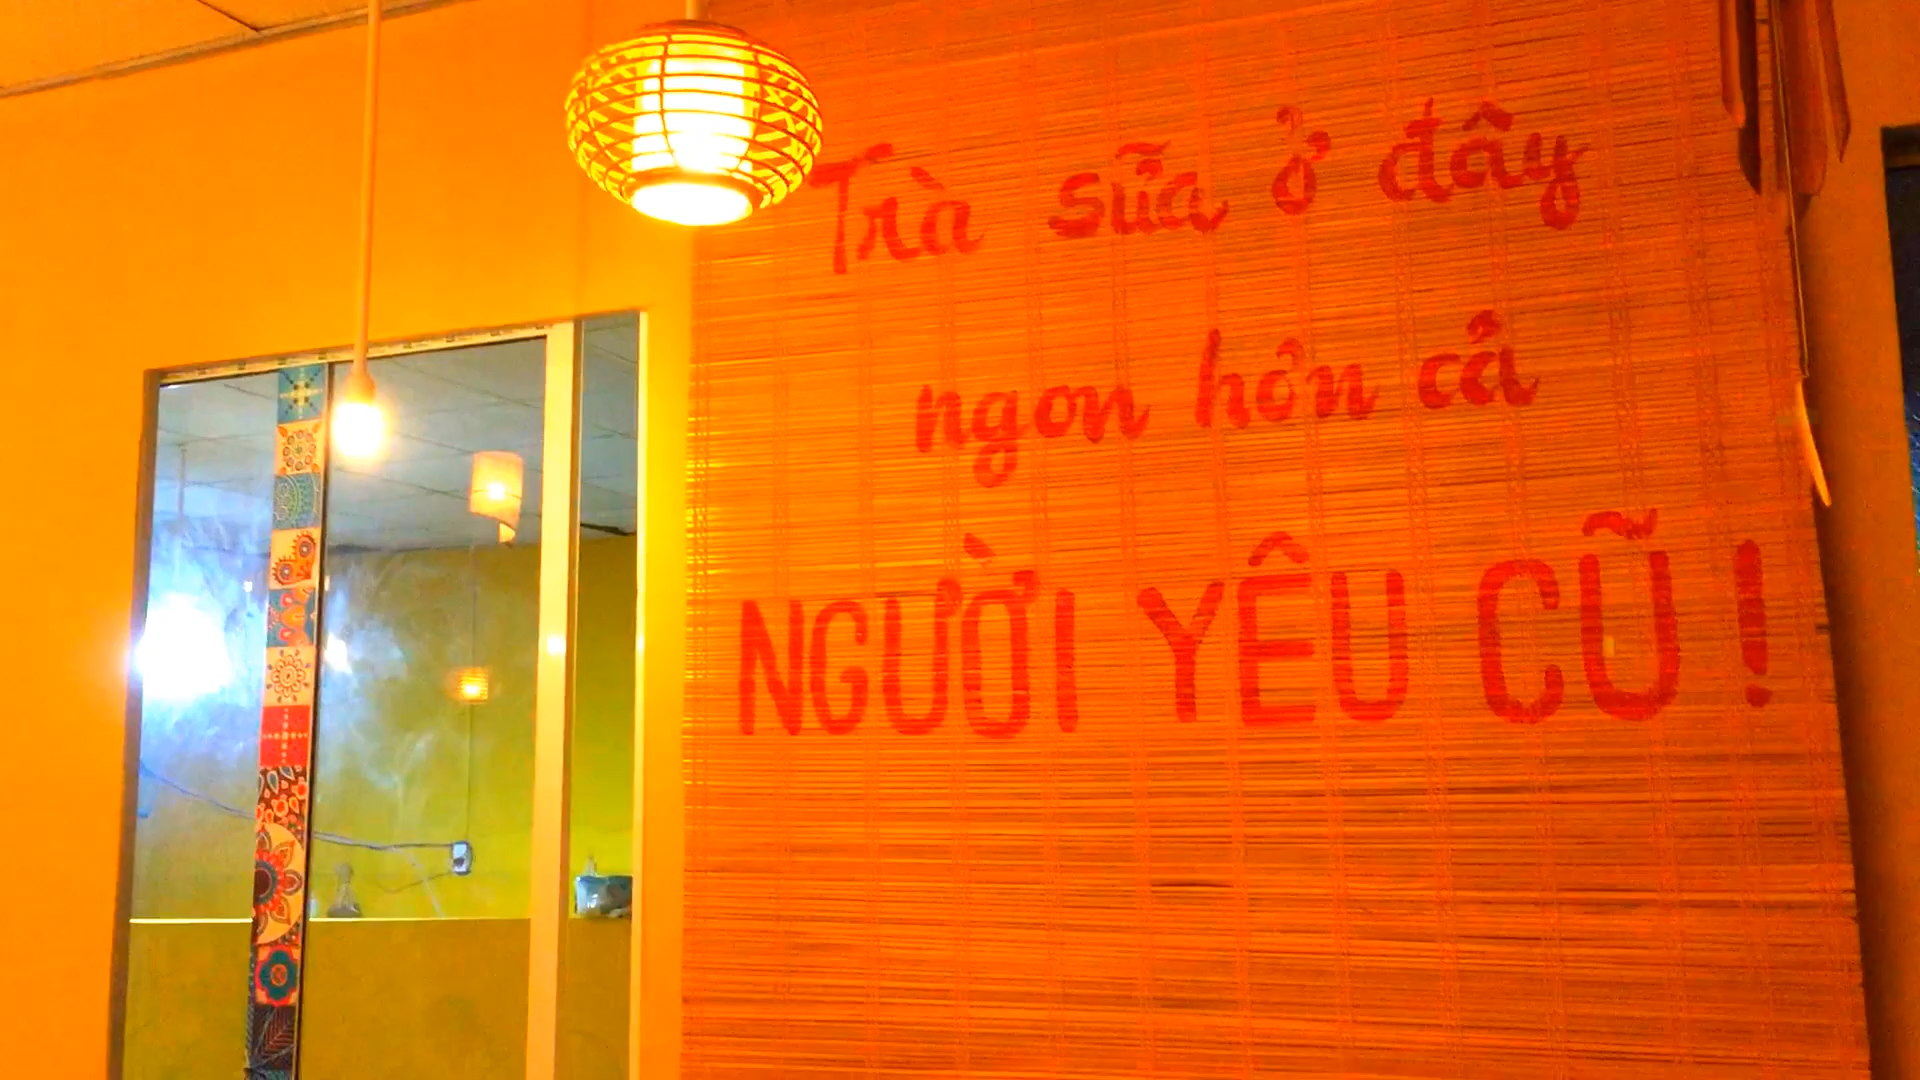 Trà sữa ở đây
ngon hơn cả
NGƯỜI YÊU CŨ !